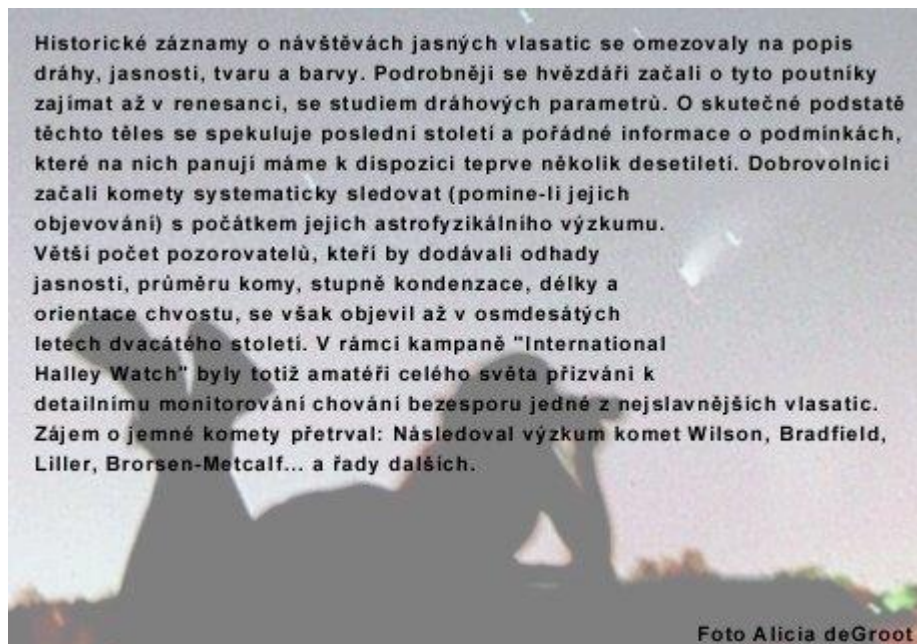 Historické záznamy o návštěvách jasných vlasatic se omezovaly na popis
dráhy, jasnosti, tvaru a barvy. Podrobněji se hvězdáři začali o tyto poutníky
zajímat až v renesanci, se studiem dráhových parametrů. O skutečné podstatě
těchto těles se spekuluje poslední století a pořádné informace o podmínkách,
které na nich panují máme k dispozici teprve několik desetiletí. Dobrovolníci
začali komety systematicky sledovat (pomine-li jejich
objevování) s počátkem jejich astrofyzikálního výzkumu.
Větší počet pozorovatelů, kteří by dodávali odhady
jasnosti, průměru komy, stupně kondenzace, délky a
orientace chvostu, se však objevil až v osmdesátých
letech dvacátého století. V rámci kampaně "International
Halley Watch" byly totiž amatéři celého světa přizváni k
detailnímu monitorování chování bezesporu jedné z nejslavnějších vlasatic.
Zájem o jemné komety přetrval: Následoval výzkum komet Wilson, Bradfield,
Liller, Brorsen-Metcalf... a řady dalších.
Foto Alicia deGroot